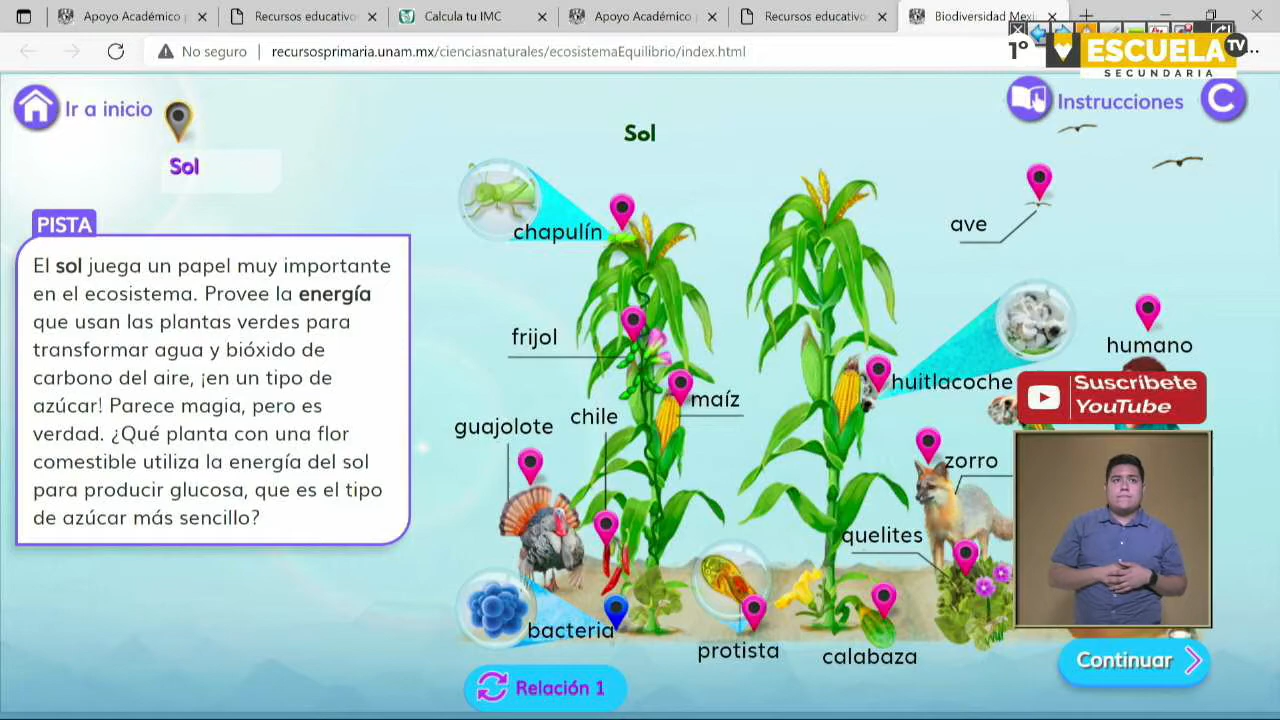 Apoyo Académico
Recursos educativo
Calcula tu IMC
Apoyo Académico
Recursos educativo
Biodiversidad Mexi
No seguro
recursosprimaria.unam.mx/cienciasnaturales/ecosistemaEquilibrio/index.html
1°
ESCUELA TV
SECUNDARIA
Ir a inicio
Sol
Instrucciones
C
Sol
PISTA
El sol juega un papel muy importante
en el ecosistema. Provee la energía
que usan las plantas verdes para
transformar agua y bióxido de
carbono del aire, ¡en un tipo de
azúcar! Parece magia, pero es
verdad. ¿Qué planta con una flor
comestible utiliza la energía del sol
para producir glucosa, que es el tipo
de azúcar más sencillo?
chapulín
ave
frijol
humano
huitlacoche
maíz
chile
guajolote
Suscríbete
YouTube
zorro
quelites
bacteria
protista
calabaza
Relación 1
Continuar